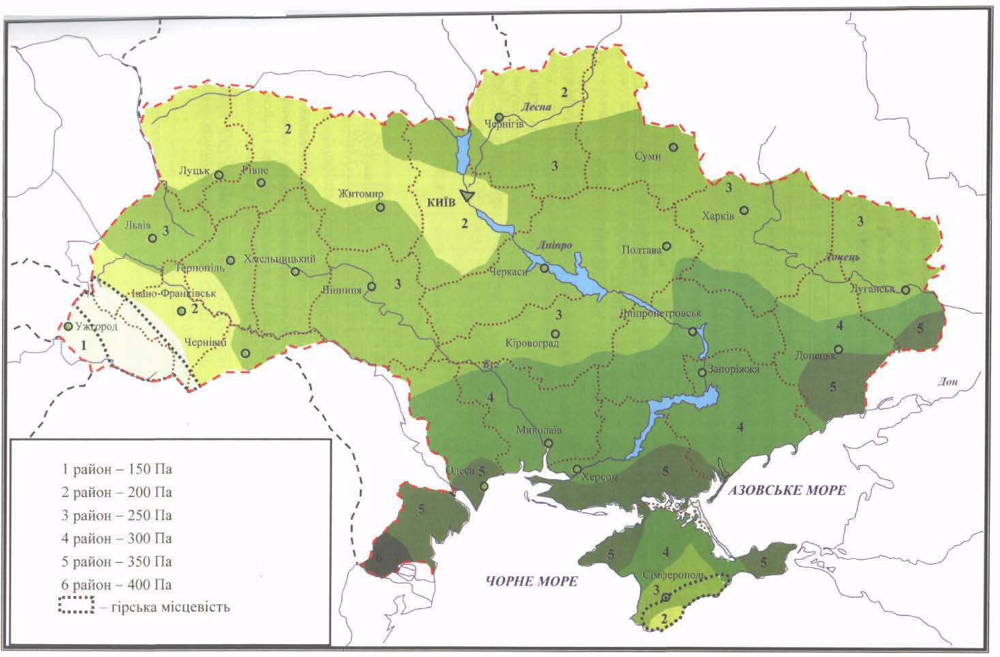 2
Десна
Чернігів
2
3
Суми
Луцьк
Рівне
Житомир
КИЇВ
3
Харків
3
Львів
3
2
Дніпро
Полтава
Донець
Тернопіль
Хмельницький
Черкаси
Вінниця
3
Луганськ
Івано-Франківськ
2
Ужгород
1
Чернівці
3
Кіровоград
Дніпропетровськ
4
5
Донецьк
Буг
Запоріжжя
5
Дон
4
4
Миколаїв
Одеса
5
Херсон
5
АЗОВСЬКЕ МОРЕ
5
6
5
4
5
Сімферополь
3
2
ЧОРНЕ МОРЕ
1 район – 150 Па
2 район – 200 Па
3 район – 250 Па
4 район – 300 Па
5 район – 350 Па
6 район – 400 Па
– гірська місцевість